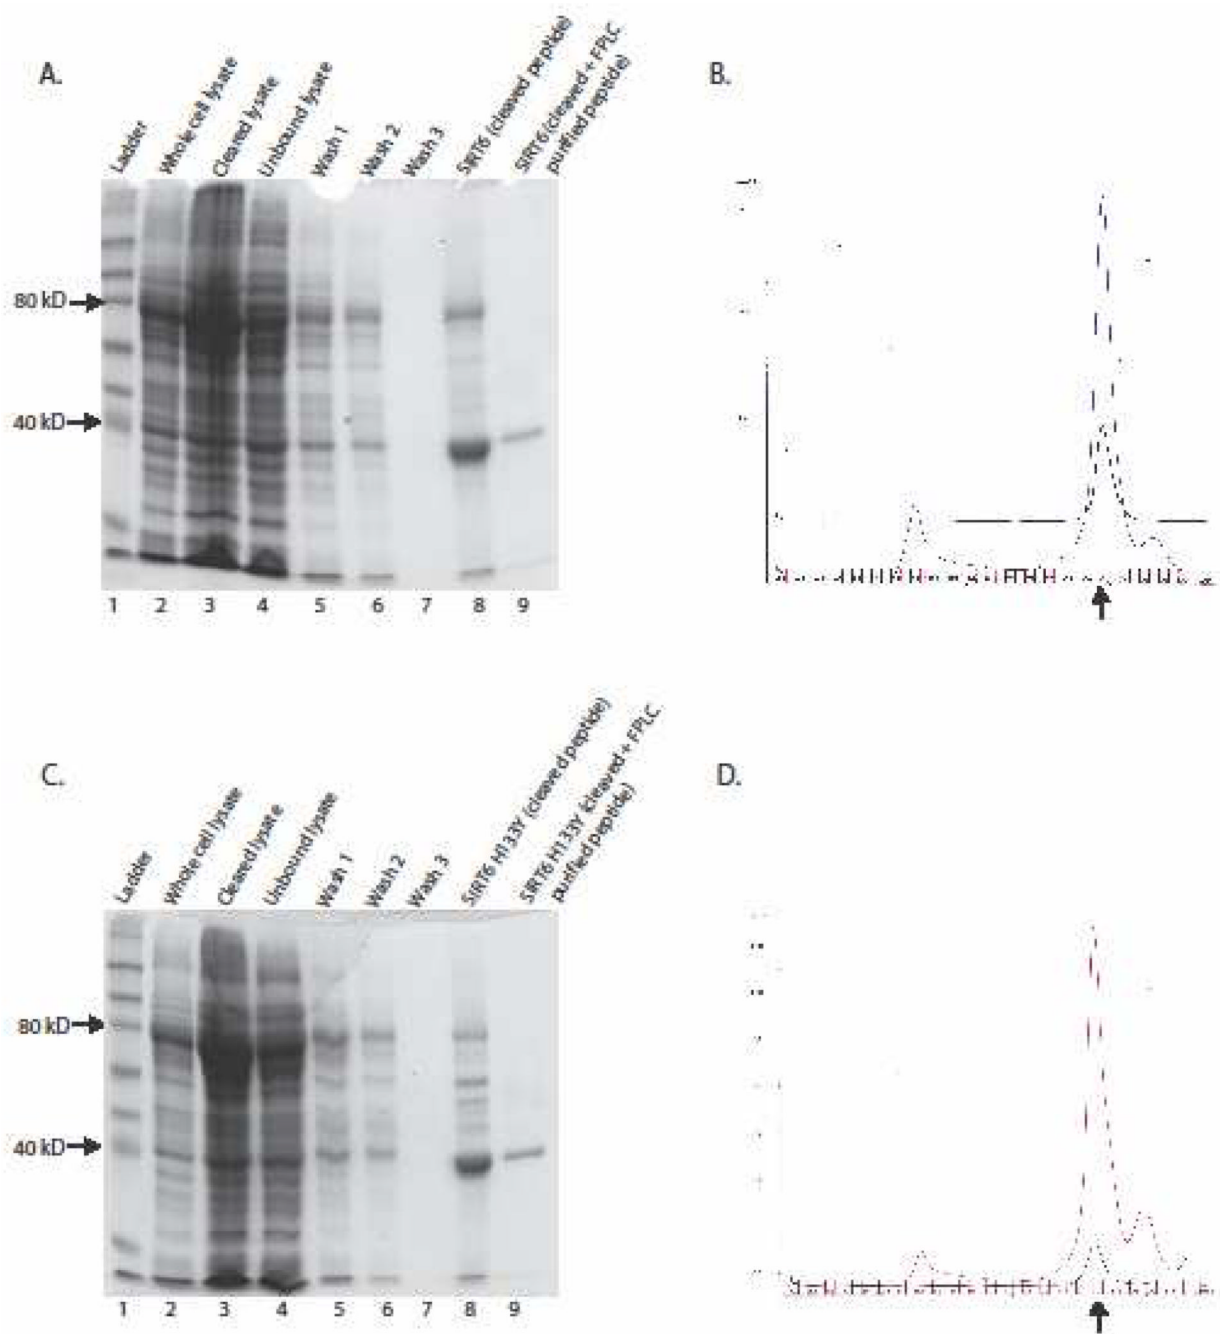 A.
Ladder
Whole cell lysate
Cleared lysate
Unbound lysate
Wash 1
Wash 2
Wash 3
SIRT6 (cleaved peptide)
SIRT6 (cleaved + FPLC
purified peptide)
80 kD
40 kD
1 2 3 4 5 6 7 8 9
B.
C.
Ladder
Whole cell lysate
Cleared lysate
Unbound lysate
Wash 1
Wash 2
Wash 3
SIRT6 H133Y (cleaved peptide)
SIRT6 H133Y (cleaved + FPLC
purified peptide)
80 kD
40 kD
1 2 3 4 5 6 7 8 9
D.